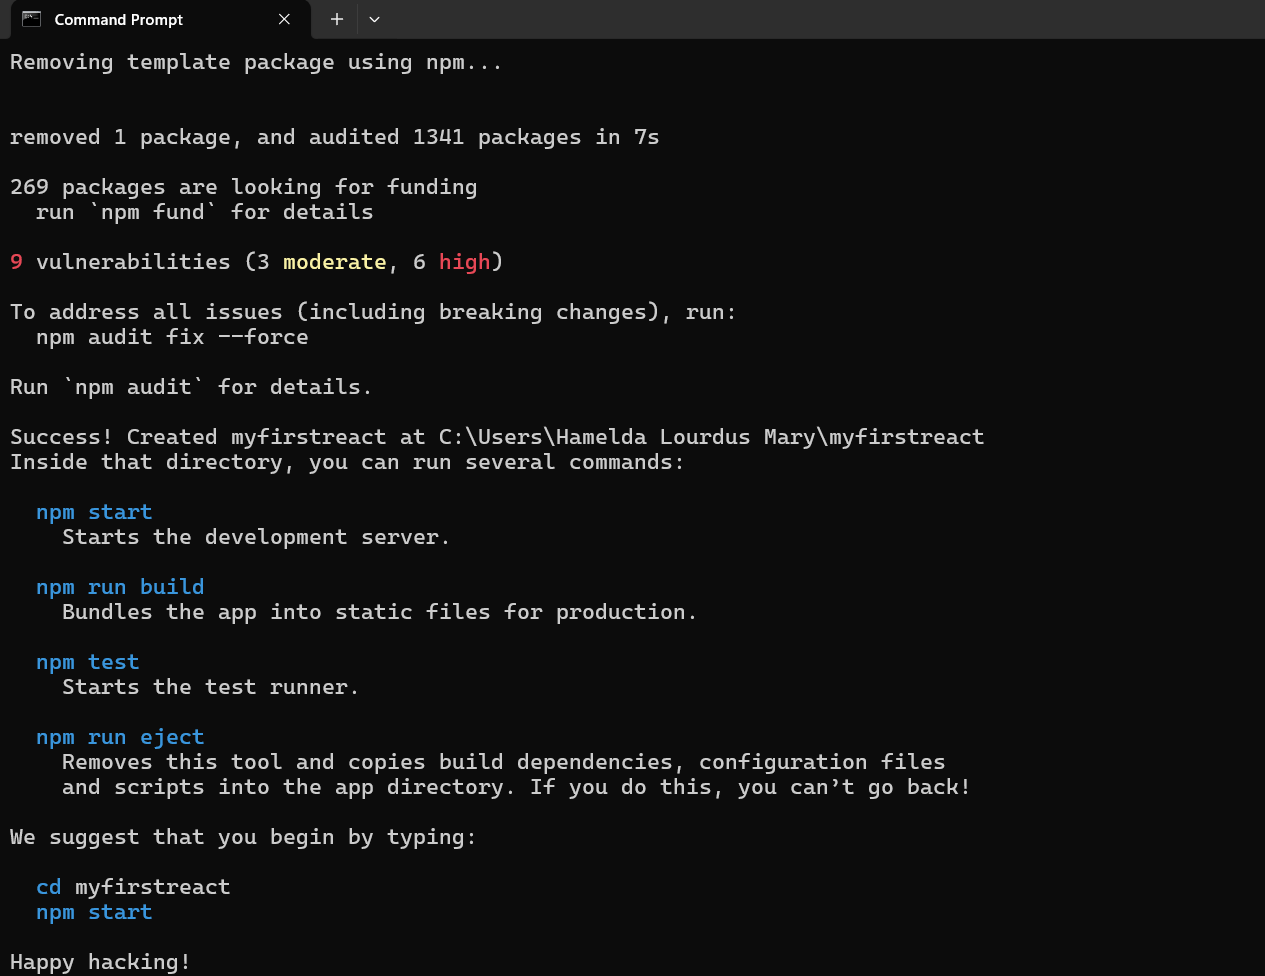 Command Prompt
Removing template package using npm...
removed 1 package, and audited 1341 packages in 7s
269 packages are looking for funding
  run `npm fund` for details
9 vulnerabilities (3 moderate, 6 high)
To address all issues (including breaking changes), run:
  npm audit fix --force
Run `npm audit` for details.
Success! Created myfirstreact at C:\Users\Hamelda Lourdus Mary\myfirstreact
Inside that directory, you can run several commands:
  npm start
    Starts the development server.
  npm run build
    Bundles the app into static files for production.
  npm test
    Starts the test runner.
  npm run eject
    Removes this tool and copies build dependencies, configuration files
    and scripts into the app directory. If you do this, you can’t go back!
We suggest that you begin by typing:
  cd myfirstreact
  npm start
Happy hacking!